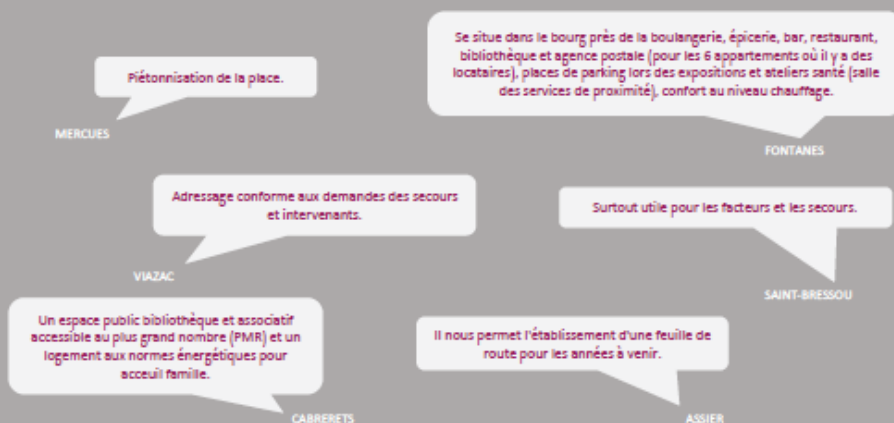 Piétonnisation de la place.
MERCUES
Se situe dans le bourg près de la boulangerie, épicerie, bar, restaurant,
bibliothèque et agence postale (pour les 6 appartements où il y a des
locataires), places de parking lors des expositions et ateliers santé (salle
des services de proximité), confort au niveau chauffage.
FONTANES
Adressage conforme aux demandes des secours
et intervenants.
VIAZAC
Surtout utile pour les facteurs et les secours.
SAINT-BRESSOU
Un espace public bibliothèque et associatif
accessible au plus grand nombre (PMR) et un
logement aux normes énergétiques pour
acceuil famille.
CABRERETS
Il nous permet l'établissement d'une feuille de
route pour les années à venir.
ASSIER